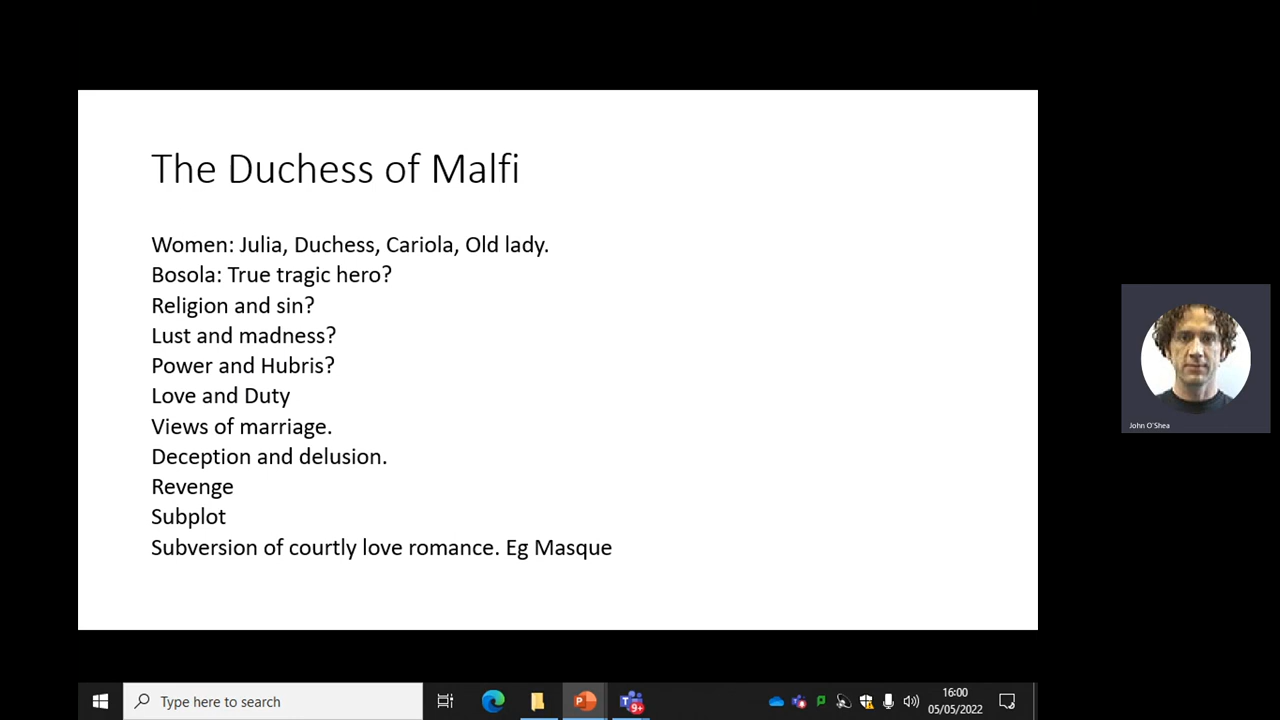 The Duchess of Malfi
Women: Julia, Duchess, Cariola, Old lady.
Bosola: True tragic hero?
Religion and sin?
Lust and madness?
Power and Hubris?
Love and Duty
Views of marriage.
Deception and delusion.
Revenge
Subplot
Subversion of courtly love romance. Eg Masque
John O'Shea
Type here to search
9+
16:00
05/05/2022